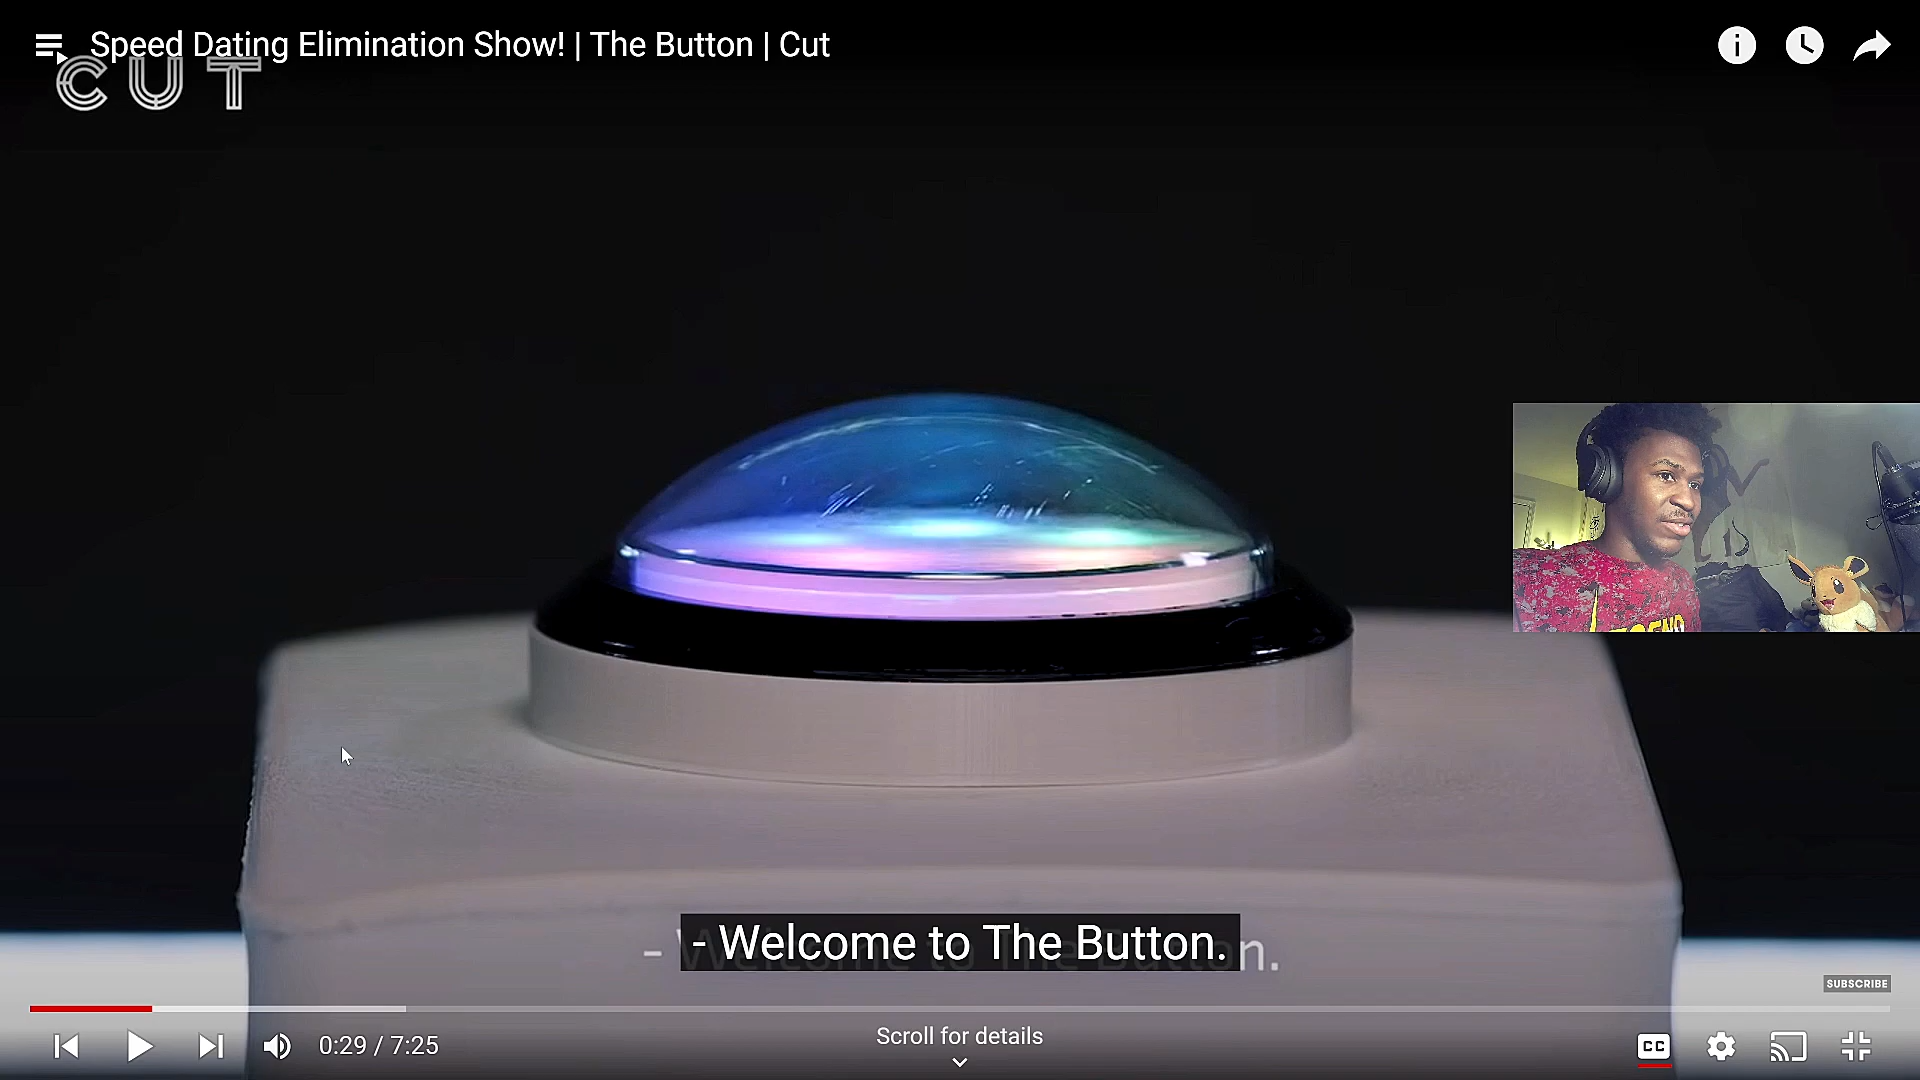 Speed Dating Elimination Show! | The Button | Cut
CUT
- Welcome to The Button.
SUBSCRIBE
0:29 / 7:25
Scroll for details
CC